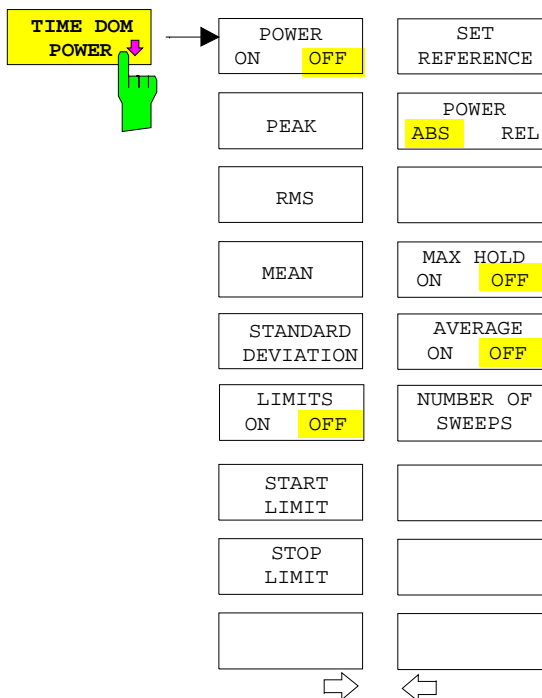 TIME DOM
POWER
POWER
ON OFF
PEAK
RMS
MEAN
STANDARD
DEVIATION
LIMITS
ON OFF
START
LIMIT
STOP
LIMIT
SET
REFERENCE
POWER
ABS REL
MAX HOLD
ON OFF
AVERAGE
ON OFF
NUMBER OF
SWEEPS